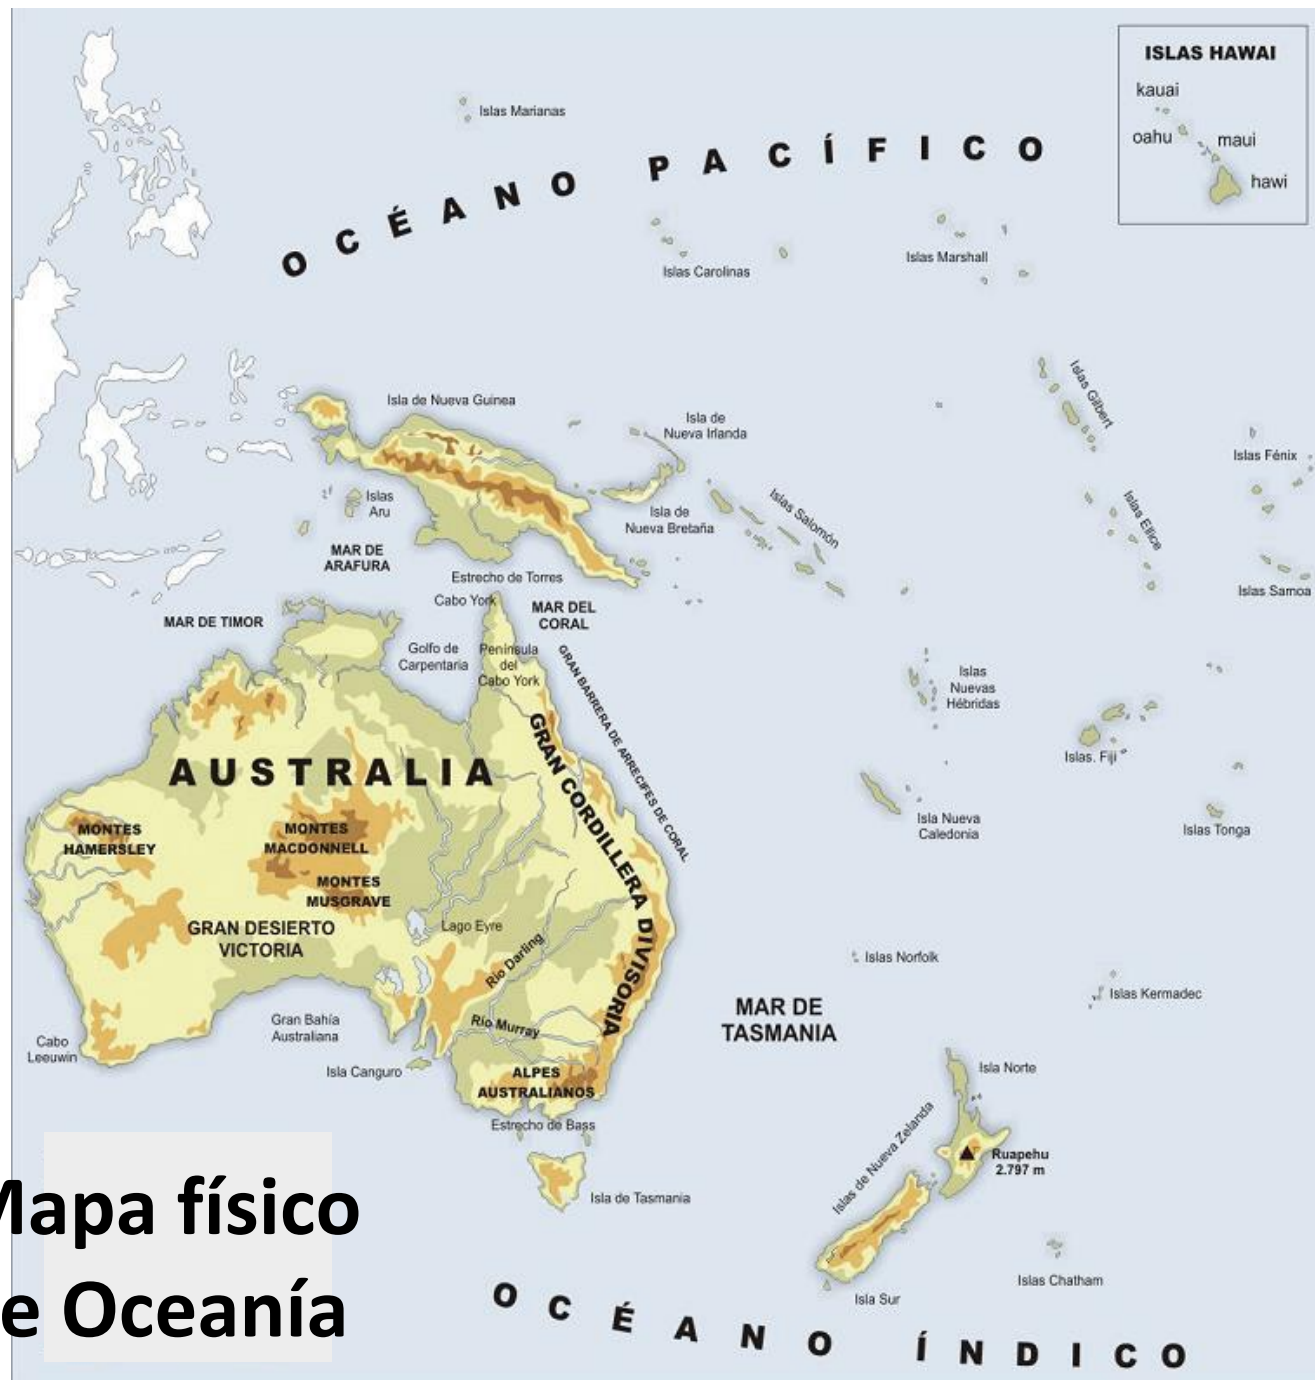 ISLAS HAWAI
kauai
oahu
maui
hawi
Islas Marianas
OCÉANO PACÍFICO
Islas Carolinas
Islas Marshall
Isla de Nueva Guinea
Isla de
Nueva Irlanda
Islas Gilbert
Islas Fénix
Islas
Aru
Isla de
Nueva Bretaña
Islas Salomón
Islas Ellice
MAR DE
ARAFURA
Estrecho de Torres
Islas Samoa
Cabo York
MAR DEL
CORAL
MAR DE TIMOR
Golfo de
Carpentaria
Península
del
Cabo York
GRAN BARRERA DE ARRECIFES DE CORAL
Islas
Nuevas
Hébridas
GRAN CORDILLERA DIVISORIA
Islas. Fiji
AUSTRALIA
Isla Nueva
Caledonia
Islas Tonga
MONTES
HAMERSLEY
MONTES
MACDONNELL
MONTES
MUSGRAVE
GRAN DESIERTO
VICTORIA
Lago Eyre
Río Darling
Islas Norfolk
Islas Kermadec
MAR DE
TASMANIA
Gran Bahía
Australiana
Río Murray
Cabo
Leeuwin
Isla Canguro
ALPES
AUSTRALIANOS
Isla Norte
Estrecho de Bass
Islas de Nueva Zelanda
Ruapehu
2.797 m
Isla de Tasmania
Mapa físico
e Oceanía
Islas Chatham
Isla Sur
OCÉANO ÍNDICO